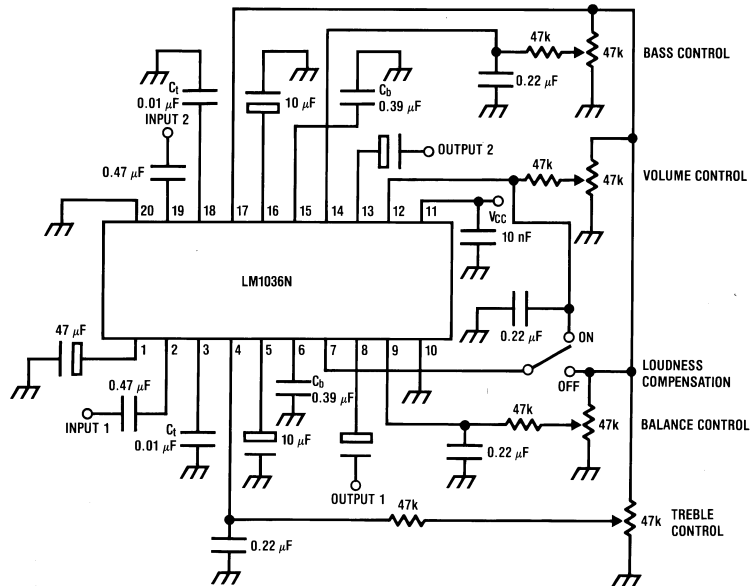 47k
47k
BASS CONTROL
0.22 µF
Ct
0.01 µF
INPUT 2
10 µF
Cb
0.39 µF
OUTPUT 2
0.47 µF
47k
47k
VOLUME CONTROL
20 19 18 17 16 15 14 13 12 11
VCC
10 nF
LM1036N
47 µF
0.22 µF
ON
1 2 3 4 5 6 7 8 9 10
OFF
LOUDNESS
COMPENSATION
0.47 µF
INPUT 1
Ct
0.01 µF
10 µF
Cb
0.39 µF
47k
47k
BALANCE CONTROL
0.22 µF
OUTPUT 1
47k
47k
TREBLE
CONTROL
0.22 µF